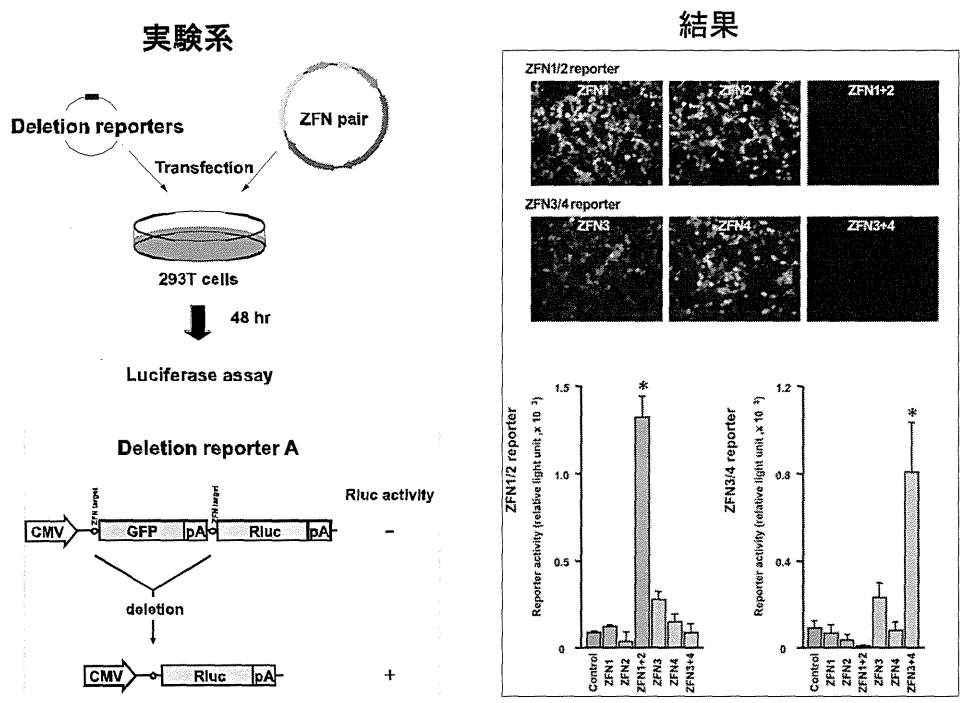 実験系
Deletion reporters
ZFN pair
Transfection
293T cells
48 hr
Luciferase assay
Deletion reporter A
Rluc activity
ZFN target
ZFN target
CMV
GFP
pA
Rluc
pA
−
deletion
CMV
Rluc
pA
+
結果
ZFN1/2 reporter
ZFN1
ZFN2
ZFN1+2
ZFN3/4 reporter
ZFN3
ZFN4
ZFN3+4
ZFN1/2 reporter
Reporter activity (relative light unit ,x 10 ³)
1.5
1.0
0.5
0
*
Control
ZFN1
ZFN2
ZFN1+2
ZFN3
ZFN4
ZFN3+4
ZFN3/4 reporter
Reporter activity (relative light unit ,x 10 ³)
1.2
0.8
0.4
0
*
Control
ZFN1
ZFN2
ZFN1+2
ZFN3
ZFN4
ZFN3+4